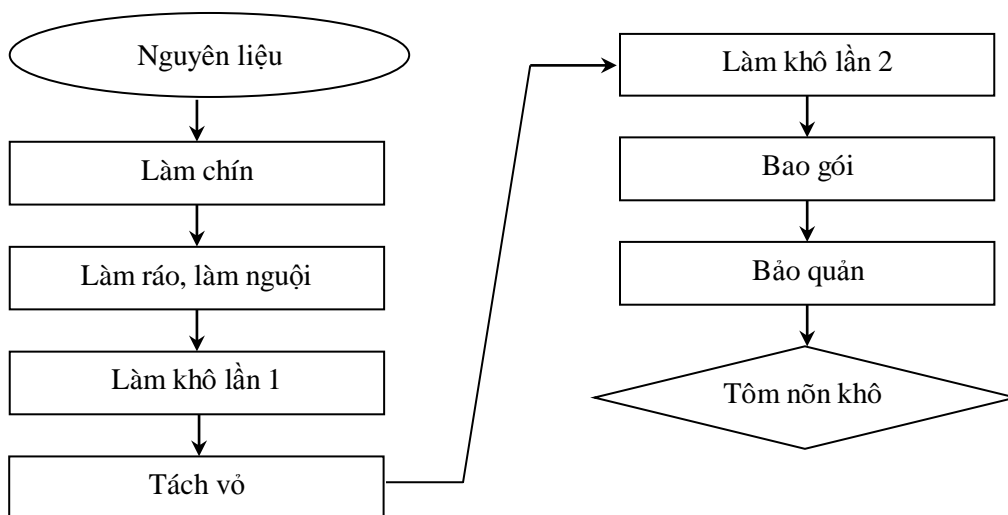 Nguyên liệu
Làm chín
Làm ráo, làm nguội
Làm khô lần 1
Tách vỏ
Làm khô lần 2
Bao gói
Bảo quản
Tôm nõn khô